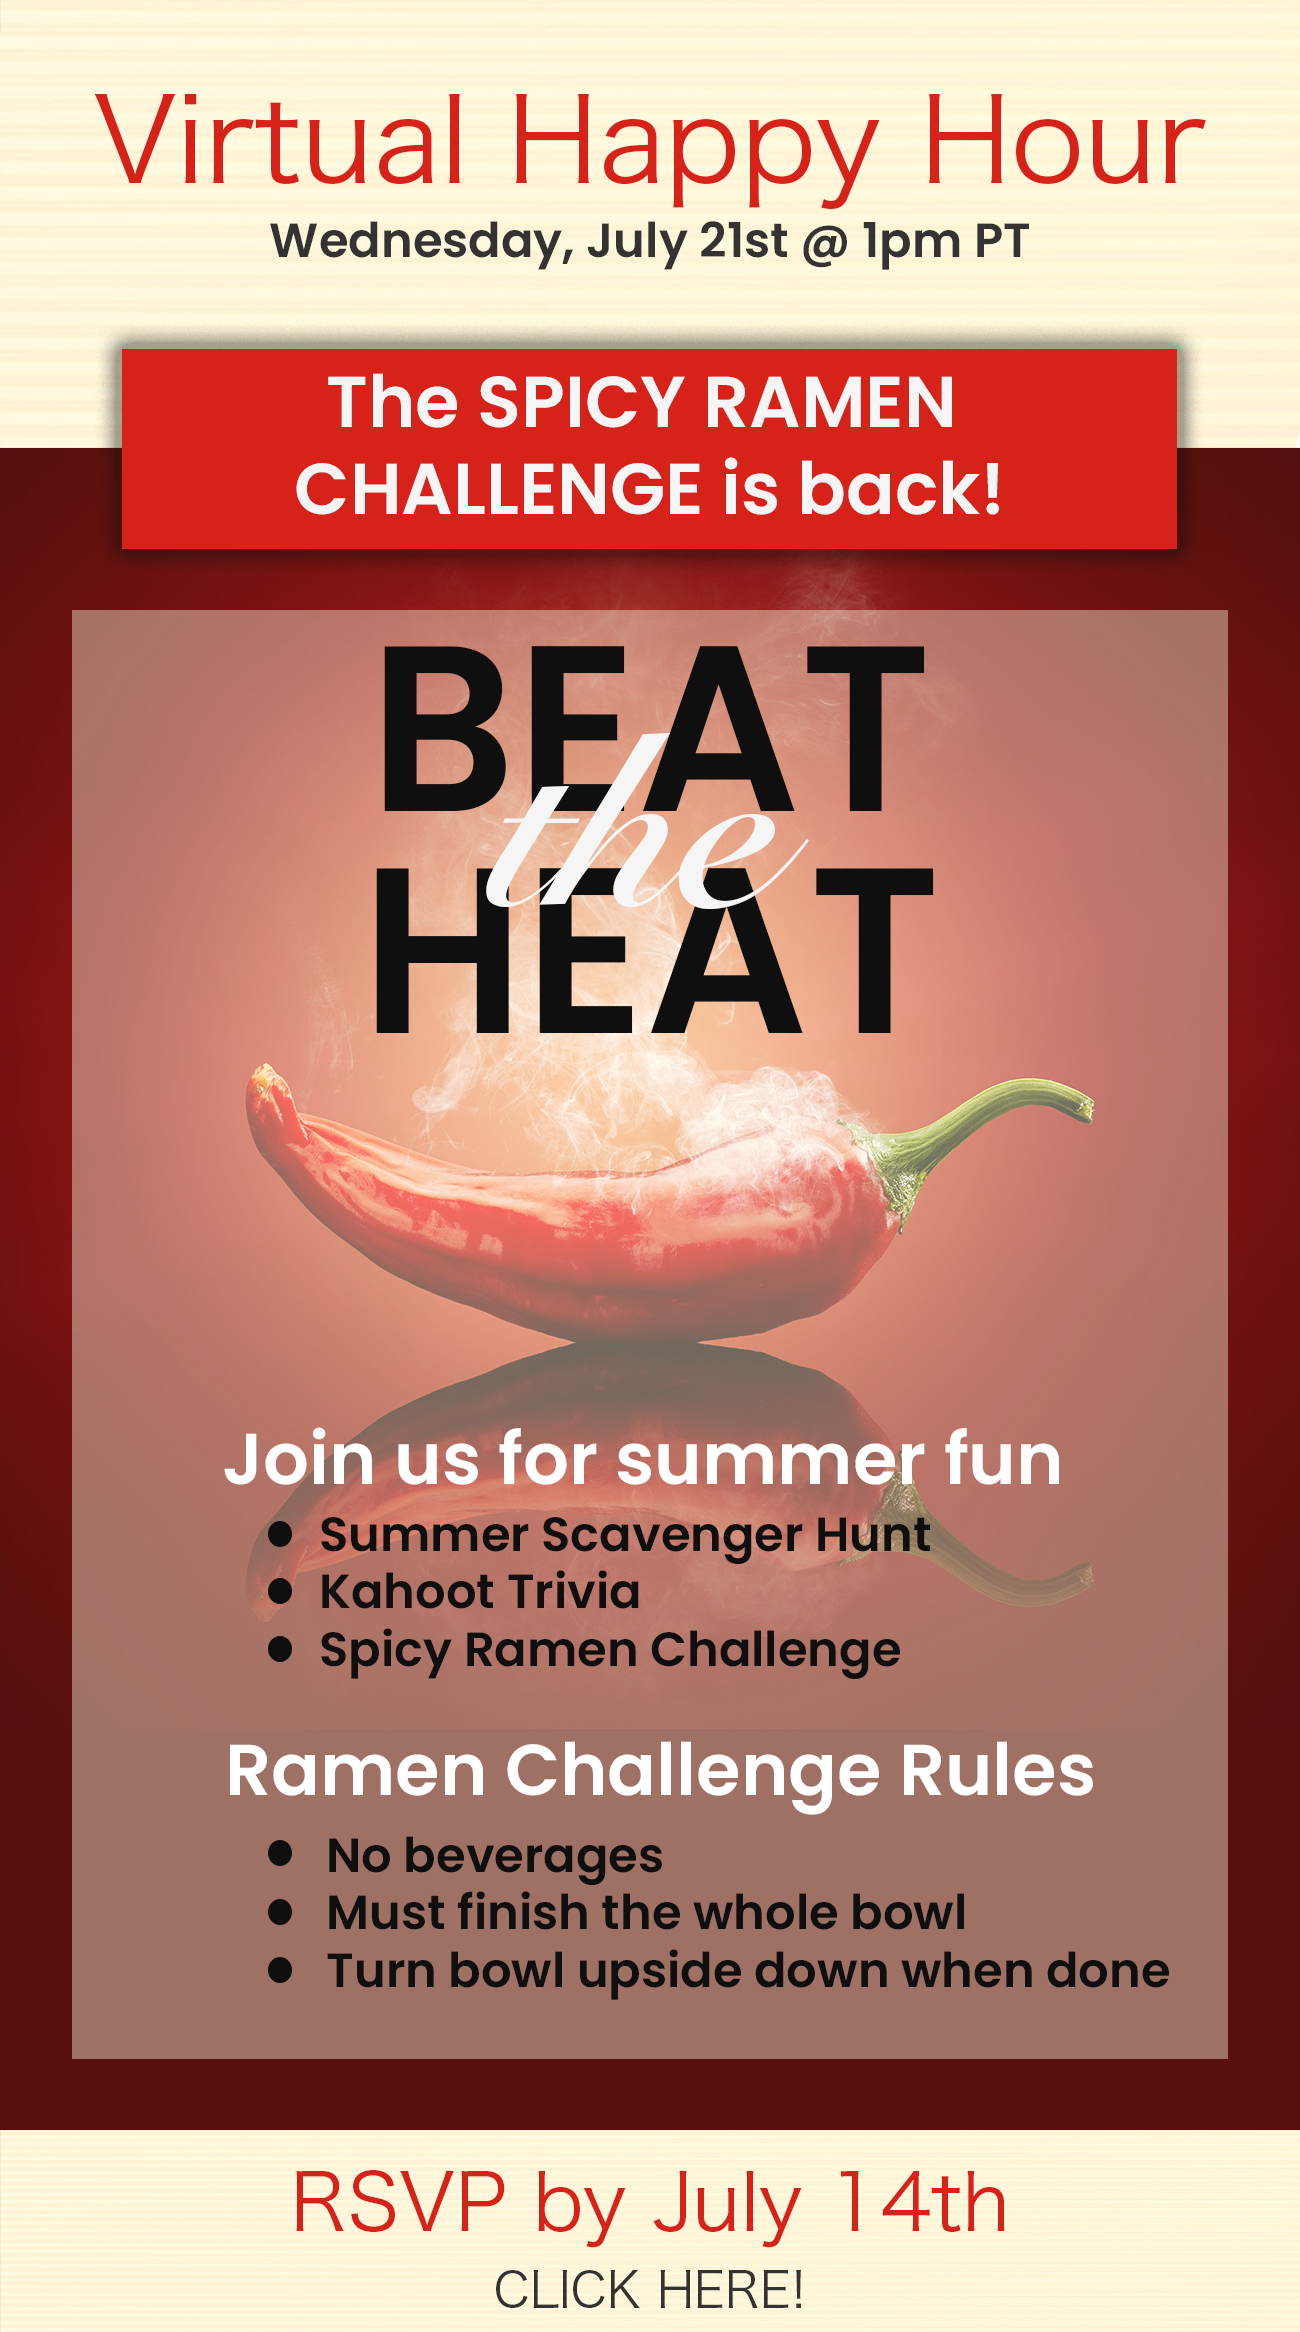 Virtual Happy Hour
Wednesday, July 21st @ 1pm PT
The SPICY RAMEN
CHALLENGE is back!
BEAT
the
HEAT
Join us for summer fun
● Summer Scavenger Hunt
● Kahoot Trivia
● Spicy Ramen Challenge
Ramen Challenge Rules
● No beverages
● Must finish the whole bowl
● Turn bowl upside down when done
RSVP by July 14th
CLICK HERE!